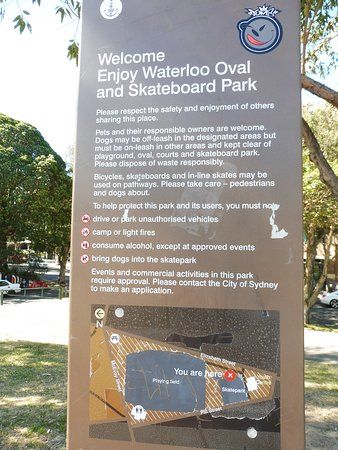 Welcome
Enjoy Waterloo Oval
and Skateboard Park
Please respect the safety and enjoyment of others
sharing this place.
Pets and their responsible owners are welcome.
Dogs may be off-leash in the designated areas but
must be on-leash in other areas and kept clear of
playground, oval, courts and skateboard park.
Please dispose of waste responsibly.
Bicycles, skateboards and in-line skates may be
used on pathways. Please take care – pedestrians
and dogs about.
To help protect this park and its users, you must not:
drive or park unauthorised vehicles
camp or light fires
consume alcohol, except at approved events
bring dogs into the skatepark
Events and commercial activities in this park
require approval. Please contact the City of Sydney
to make an application.
N
Elizabeth Street
You are here
Playing field
Skatepark